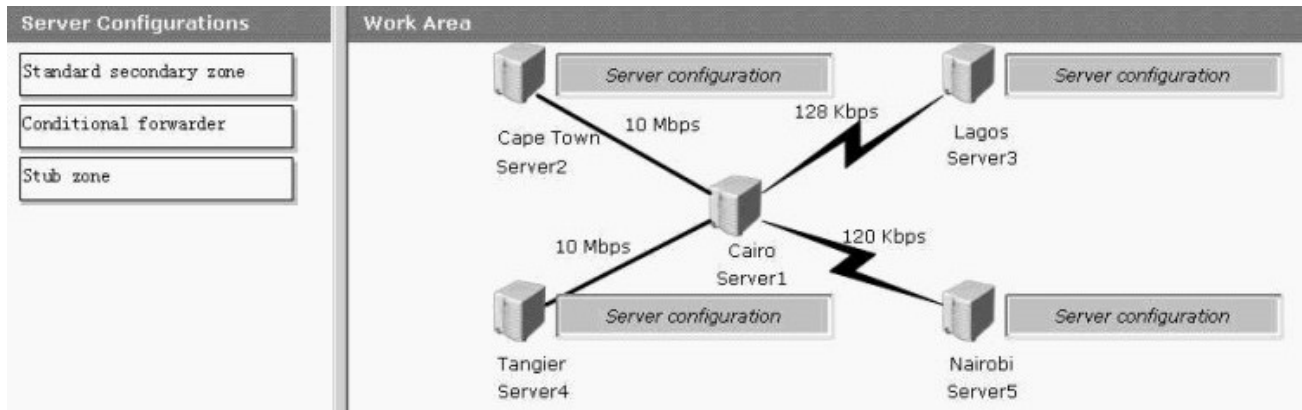 Server Configurations
Standard secondary zone
Conditional forwarder
Stub zone
Work Area
Server configuration
Cape Town
Server2
10 Mbps
128 Kbps
Server configuration
Lagos
Server3
Cairo
Server1
10 Mbps
120 Kbps
Server configuration
Tangier
Server4
Server configuration
Nairobi
Server5